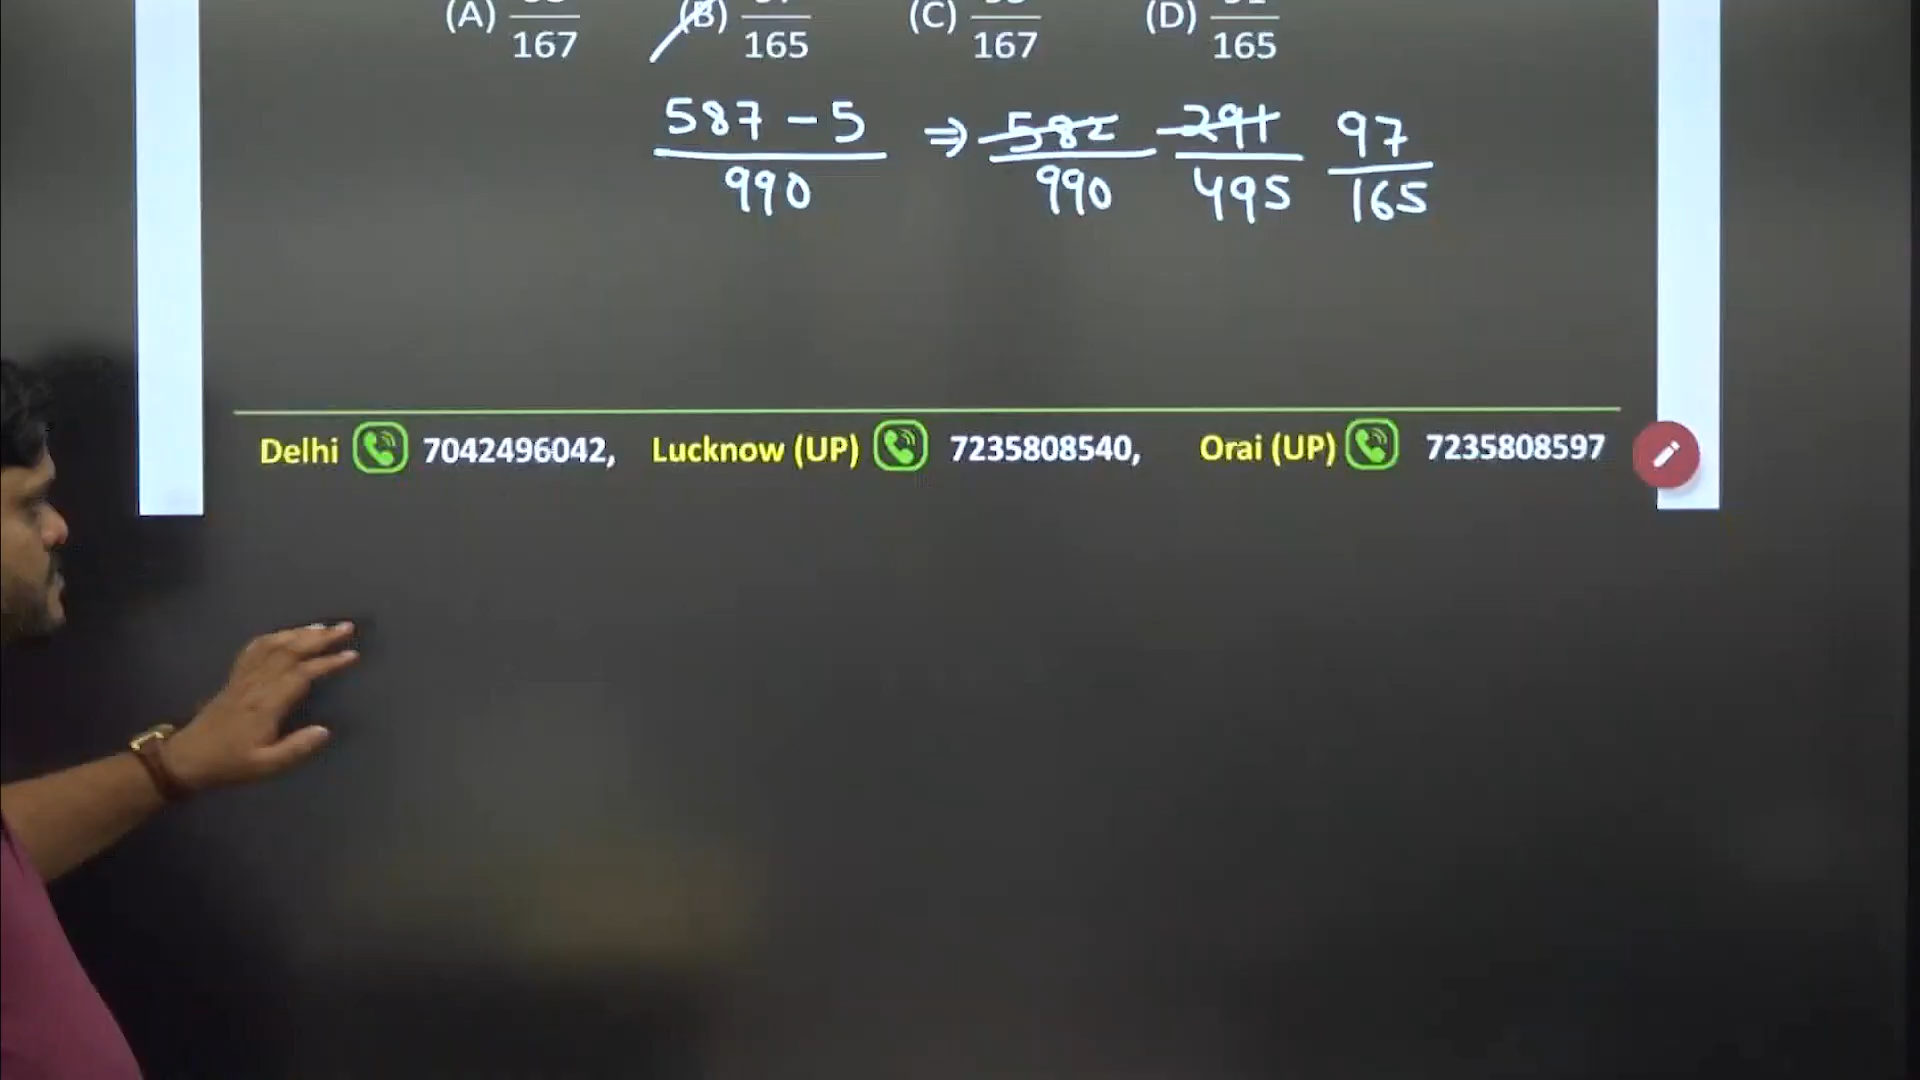 (A) /167 (B) /165 (C) /167 (D) /165
587 - 5 / 990 ⇒ 582 / 990 291 / 495 97 / 165
Delhi 7042496042, Lucknow (UP) 7235808540, Orai (UP) 7235808597